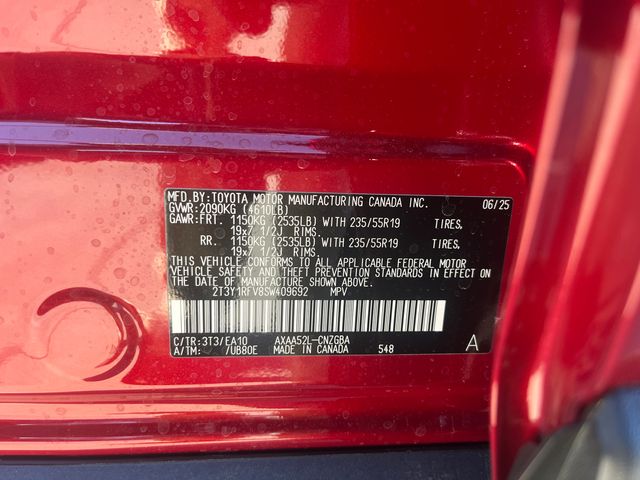 MFD.BY:TOYOTA MOTOR MANUFACTURING CANADA INC. 06/25
GVWR:2090KG (4610LB)
GAWR:FRT. 1150KG (2535LB) WITH 235/55R19 TIRES,
19x7 1/2J RIMS.
RR. 1150KG (2535LB) WITH 235/55R19 TIRES,
19x7 1/2J RIMS.
THIS VEHICLE CONFORMS TO ALL APPLICABLE FEDERAL MOTOR
VEHICLE SAFETY AND THEFT PREVENTION STANDARDS IN EFFECT
ON THE DATE OF MANUFACTURE SHOWN ABOVE.
2T3Y1RFV8SW409692 MPV
C/TR:3T3/EA10 AXAA52L-CNZGBA
A/TM: /UB80E MADE IN CANADA 548 A